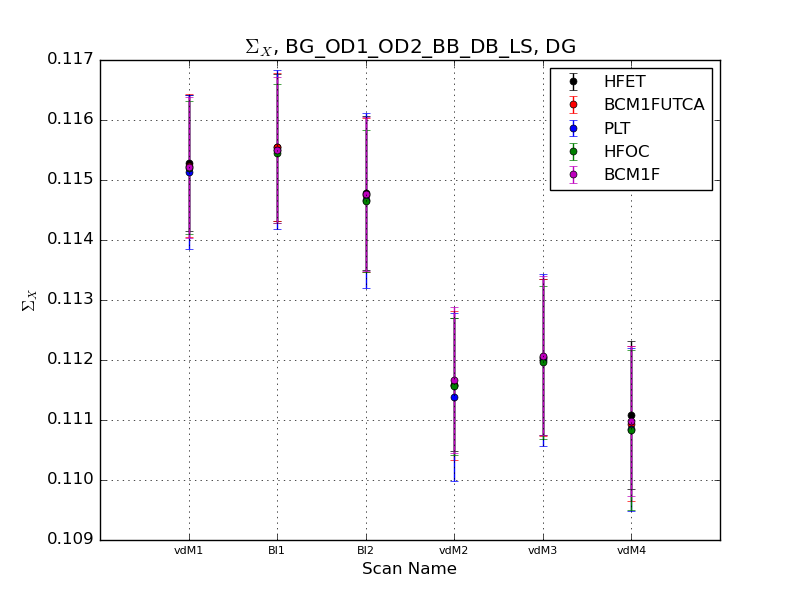 Σ_X, BG_OD1_OD2_BB_DB_LS, DG
0.117
0.116
0.115
0.114
0.113
0.112
0.111
0.110
0.109
Σ_X
HFET
BCM1FUTCA
PLT
HFOC
BCM1F
vdM1 BI1 BI2 vdM2 vdM3 vdM4
Scan Name